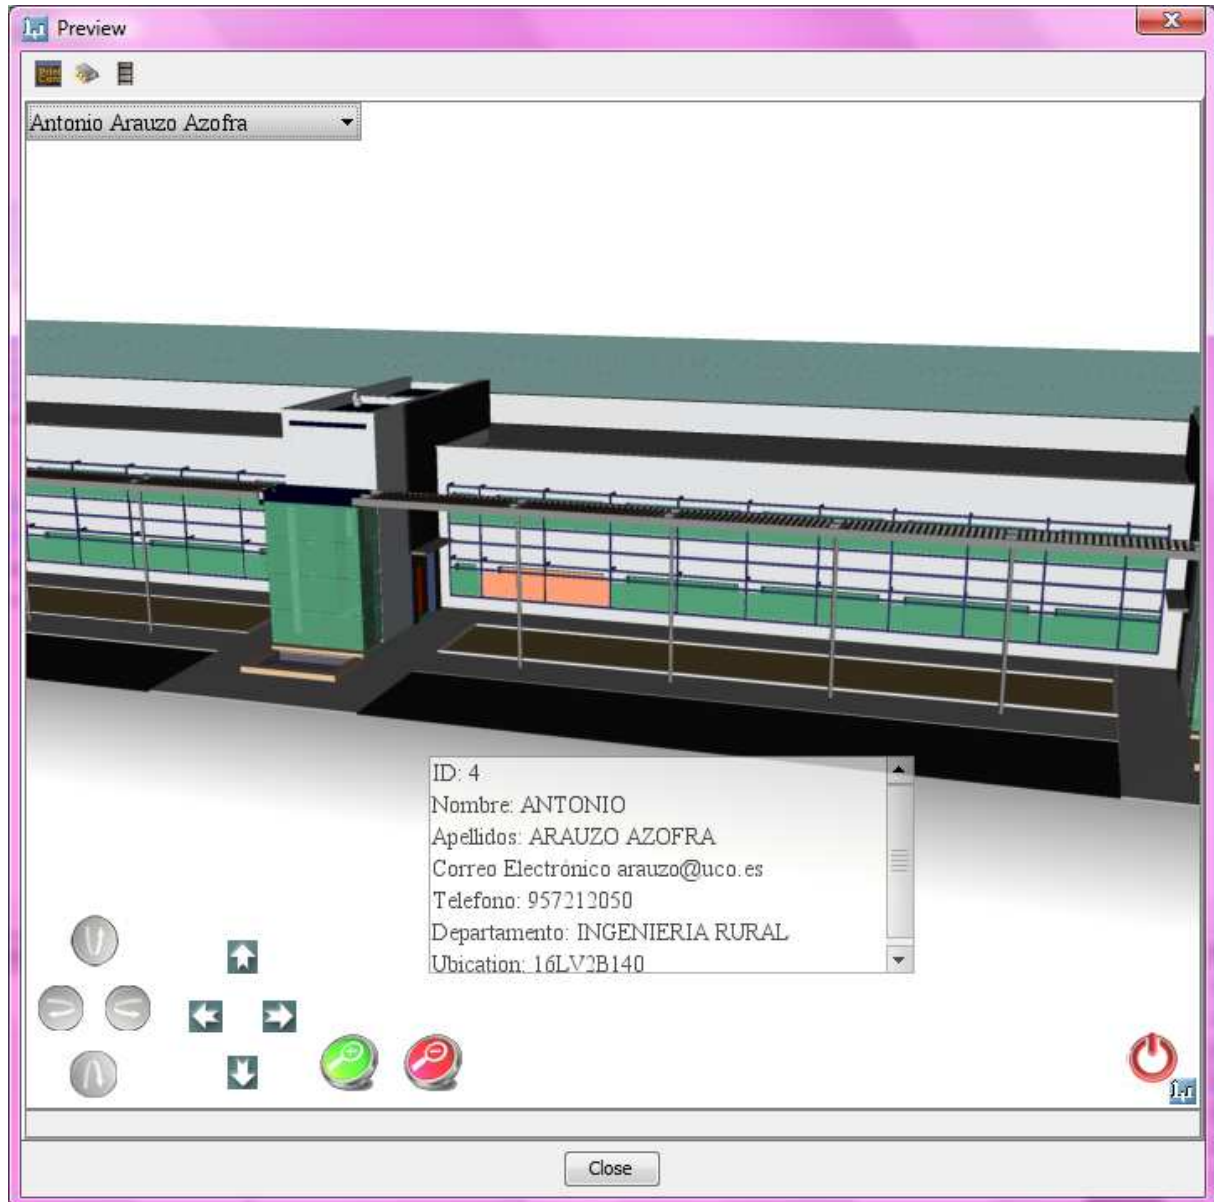 Preview
Antonio Arauzo Azofra
ID: 4
Nombre: ANTONIO
Apellidos: ARAUZO AZOFRA
Correo Electrónico arauzo@uco.es
Telefono: 957212050
Departamento: INGENIERIA RURAL
Ubication: 16LV2B140
Close